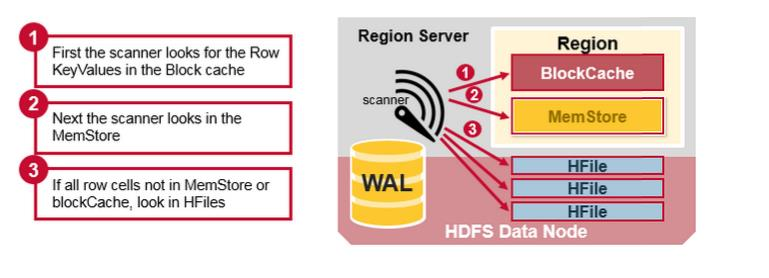 1
First the scanner looks for the Row
KeyValues in the Block cache
2
Next the scanner looks in the
MemStore
3
If all row cells not in MemStore or
blockCache, look in HFiles
Region Server
Region
BlockCache
MemStore
scanner
1
2
3
WAL
HFile
HFile
HFile
HDFS Data Node